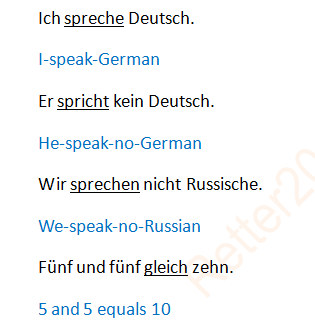 Ich spreche Deutsch.
I-speak-German
Er spricht kein Deutsch.
He-speak-no-German
Wir sprechen nicht Russische.
We-speak-no-Russian
Fünf und fünf gleich zehn.
5 and 5 equals 10